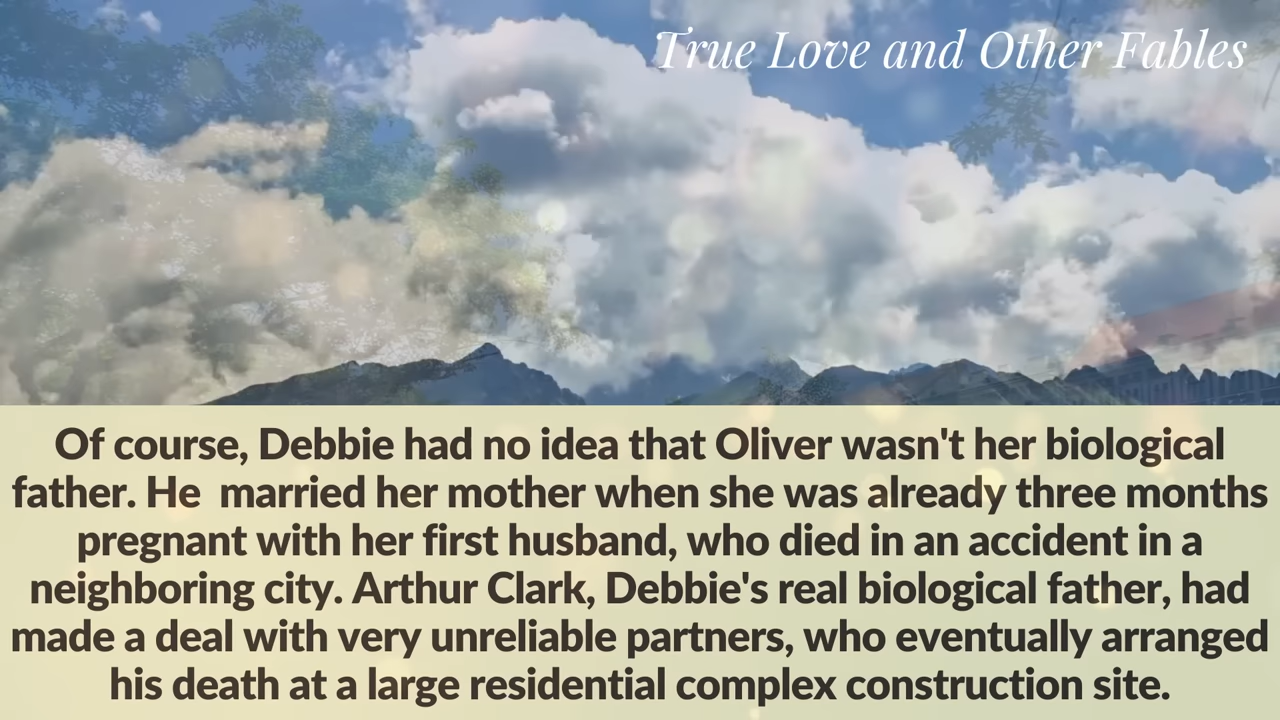 True Love and Other Fables
Of course, Debbie had no idea that Oliver wasn't her biological
father. He  married her mother when she was already three months
pregnant with her first husband, who died in an accident in a
neighboring city. Arthur Clark, Debbie's real biological father, had
made a deal with very unreliable partners, who eventually arranged
his death at a large residential complex construction site.